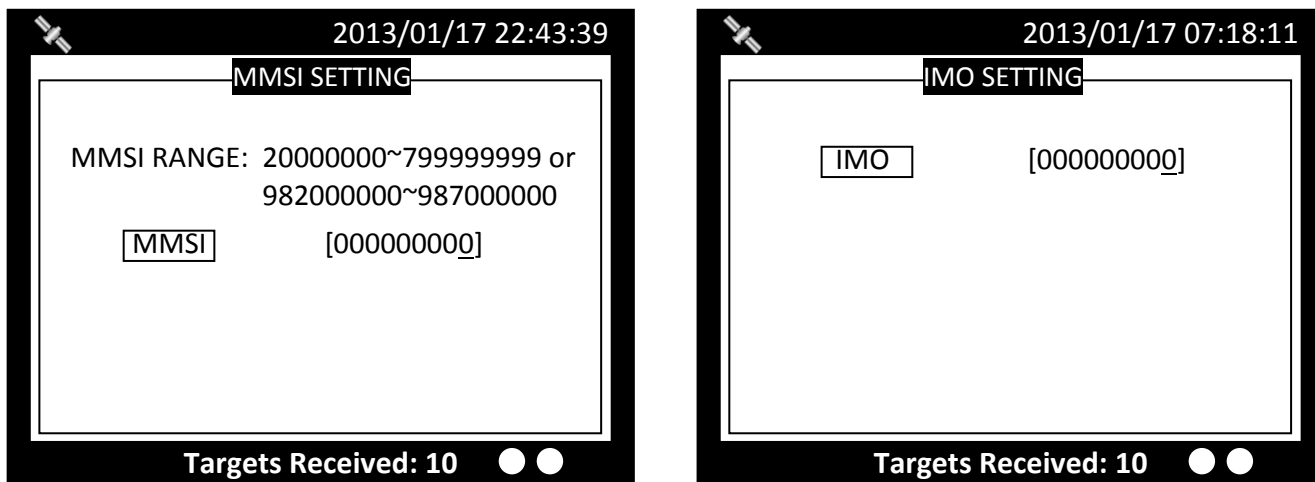 2013/01/17 22:43:39
MMSI SETTING
MMSI RANGE: 20000000~799999999 or
982000000~987000000
MMSI [000000000]
Targets Received: 10
2013/01/17 07:18:11
IMO SETTING
IMO [000000000]
Targets Received: 10